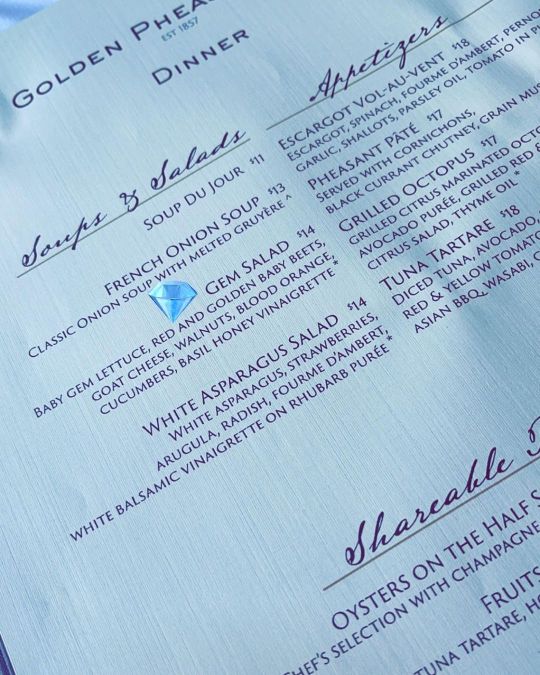 GOLDEN
EST 1857
DINNER
Soups & Salads
SOUP DU JOUR $11
FRENCH ONION SOUP $13
CLASSIC ONION SOUP WITH MELTED GRUYÈRE ^
GEM SALAD $14
BABY GEM LETTUCE, RED AND GOLDEN BABY BEETS,
GOAT CHEESE, WALNUTS, BLOOD ORANGE,
CUCUMBERS, BASIL HONEY VINAIGRETTE *
WHITE ASPARAGUS SALAD $14
WHITE ASPARAGUS, STRAWBERRIES,
ARUGULA, RADISH, FOURME D'AMBERT,
WHITE BALSAMIC VINAIGRETTE ON RHUBARB PURÉE *
Appetizers
ESCARGOT VOL-AU-VENT $18
ESCARGOT, SPINACH, FOURME D'AMBERT,
GARLIC, SHALLOTS, PARSLEY OIL, TOMATO IN
PHEASANT PÂTÉ $17
SERVED WITH CORNICHONS, GRAIN
BLACK CURRANT CHUTNEY,
GRILLED OCTOPUS $17
GRILLED CITRUS MARINATED
AVOCADO PURÉE, GRILLED RED &
CITRUS SALAD, THYME OIL *
TUNA TARTARE $18
DICED TUNA, AVOCADO,
RED & YELLOW
ASIAN BBQ, WASABI,
Shareable
OYSTERS ON THE HALF
CHEF'S SELECTION WITH CHAMPAGNE
FRUITS
TUNA TARTARE,